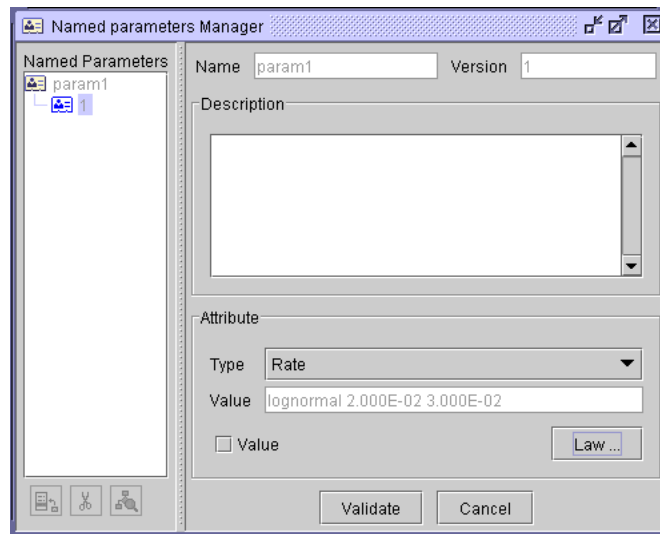 Named parameters Manager
Named Parameters
param1
1
Name param1 Version 1
Description
Attribute
Type Rate
Value lognormal 2.000E-02 3.000E-02
Value Law ...
Validate Cancel